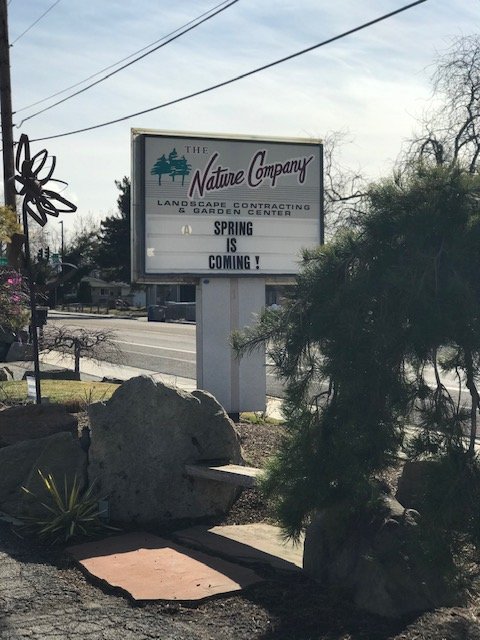 THE
Nature Company
LANDSCAPE CONTRACTING
& GARDEN CENTER
SPRING
IS
COMING !